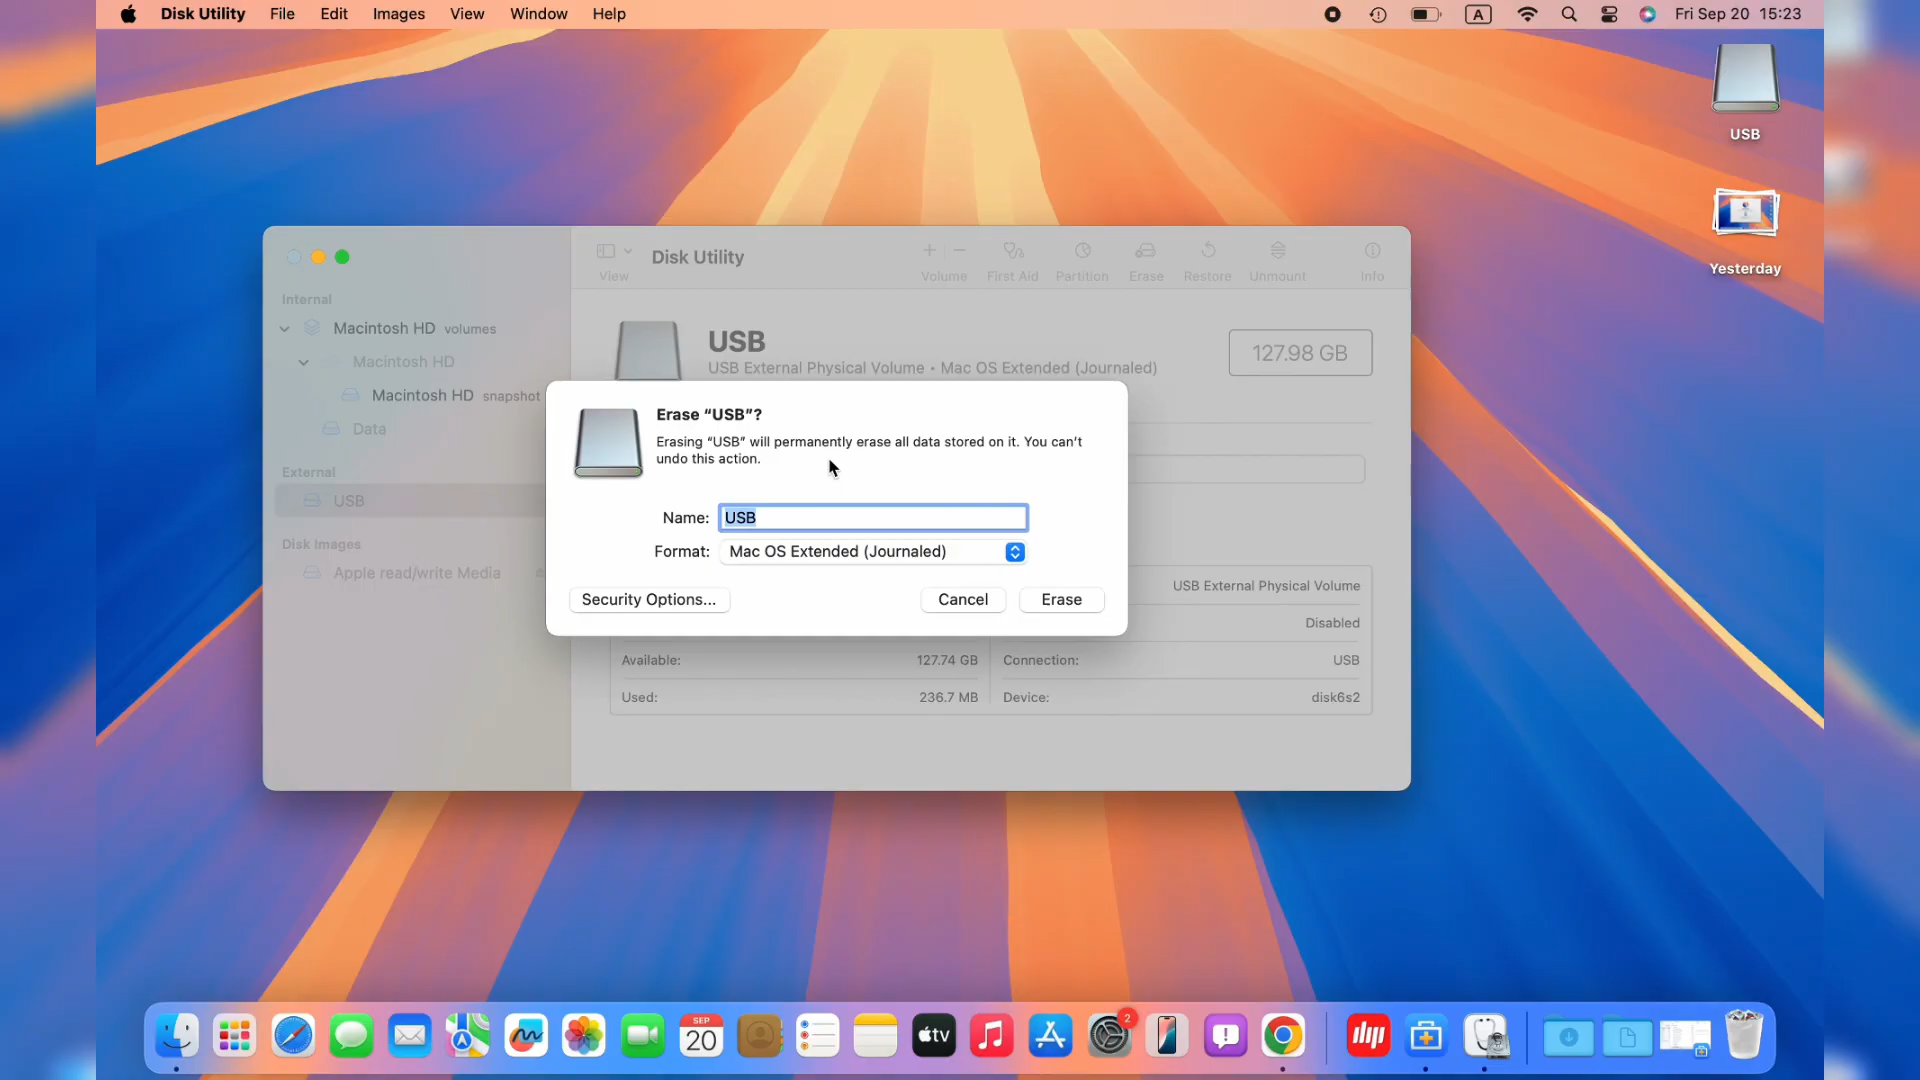 Disk Utility File Edit Images View Window Help A Fri Sep 20 15:23
USB
Yesterday
Disk Utility
View Volume First Aid Partition Erase Restore Unmount Info
Internal
Macintosh HD volumes
Macintosh HD
Macintosh HD snapshot
Data
External
USB
Disk Images
Apple read/write Media
USB
USB External Physical Volume • Mac OS Extended (Journaled)
127.98 GB
Erase “USB”?
Erasing “USB” will permanently erase all data stored on it. You can’t
undo this action.
Name: USB
Format: Mac OS Extended (Journaled)
Security Options... Cancel Erase
USB External Physical Volume
Disabled
Available: 127.74 GB Connection: USB
Used: 236.7 MB Device: disk6s2
SEP
20
tv
2